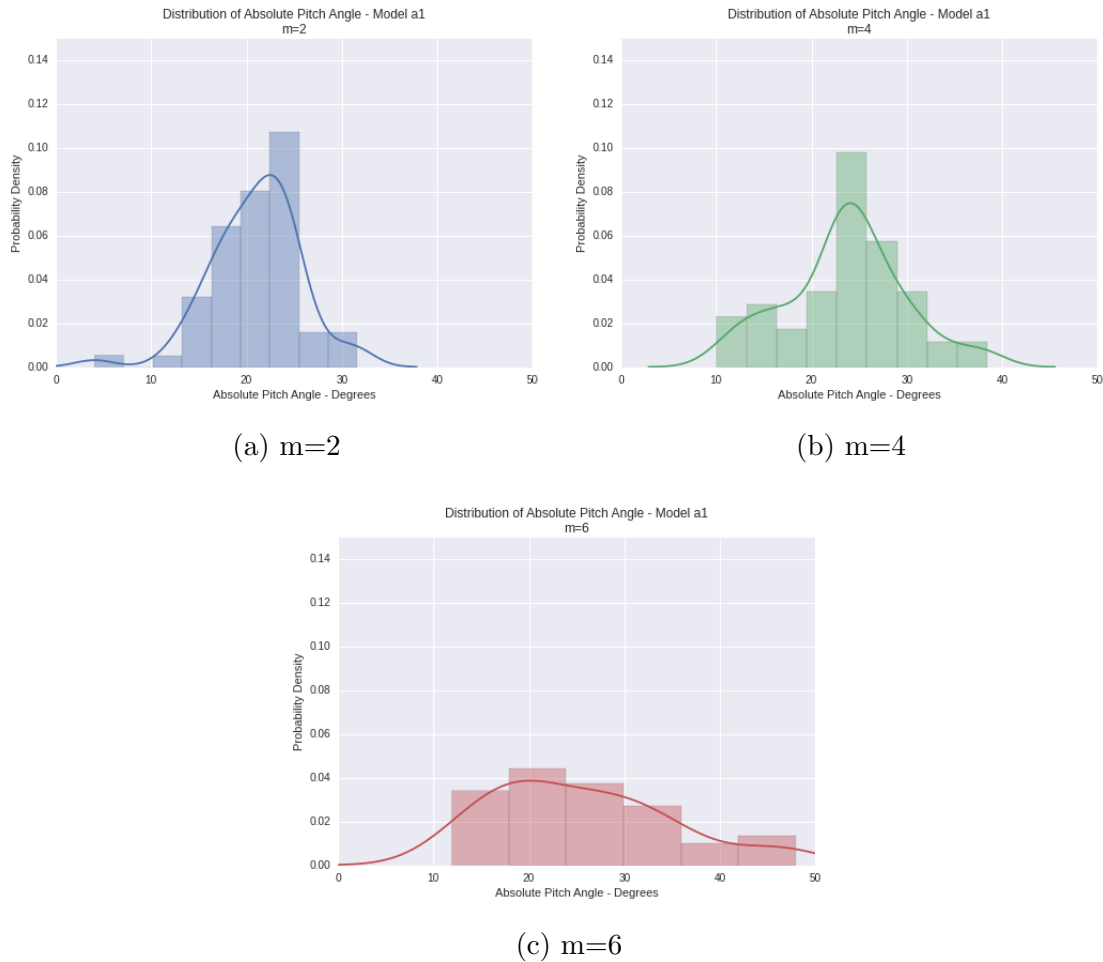 Distribution of Absolute Pitch Angle - Model a1
m=2
0.14
0.12
0.10
0.08
0.06
0.04
0.02
0.00
Probability Density
0 10 20 30 40 50
Absolute Pitch Angle - Degrees
(a) m=2
Distribution of Absolute Pitch Angle - Model a1
m=4
0.14
0.12
0.10
0.08
0.06
0.04
0.02
0.00
Probability Density
0 10 20 30 40 50
Absolute Pitch Angle - Degrees
(b) m=4
Distribution of Absolute Pitch Angle - Model a1
m=6
0.14
0.12
0.10
0.08
0.06
0.04
0.02
0.00
Probability Density
0 10 20 30 40 50
Absolute Pitch Angle - Degrees
(c) m=6